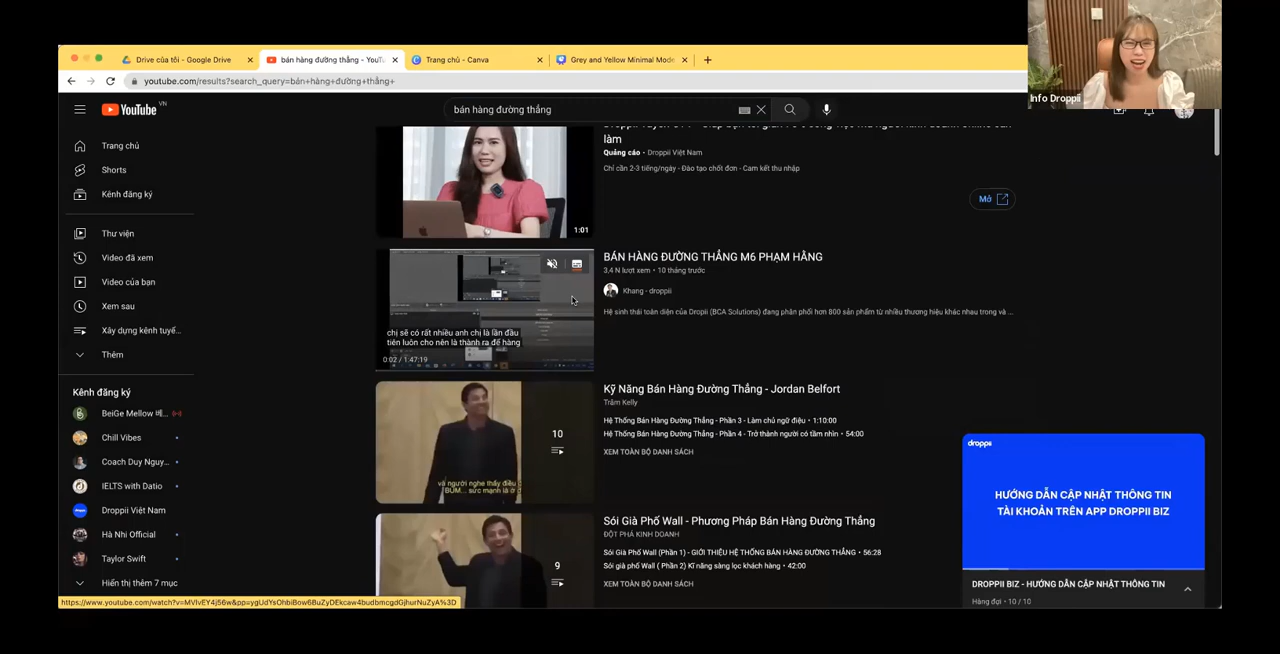 Drive của tôi - Google Drive
bán hàng đường thẳng - YouTu
Trang chủ - Canva
Grey and Yellow Minimal Mode
youtube.com/results?search_query=bán+hàng+đường+thẳng+
Info Droppii
YouTube VN
bán hàng đường thẳng
Trang chủ
Shorts
Kênh đăng ký
Thư viện
Video đã xem
Video của bạn
Xem sau
Xây dựng kênh tuyế...
Thêm
Kênh đăng ký
BeiGe Mellow 베...
Chill Vibes
Coach Duy Nguy...
IELTS with Datio
Droppii Việt Nam
Hà Nhi Official
Taylor Swift
Hiển thị thêm 7 mục
làm
Quảng cáo • Droppii Việt Nam
Chỉ cần 2-3 tiếng/ngày - Đào tạo chốt đơn - Cam kết thu nhập
Mở
1:01
BÁN HÀNG ĐƯỜNG THẲNG M6 PHẠM HẰNG
3,4 N lượt xem • 10 tháng trước
Khang - droppii
Hệ sinh thái toàn diện của Dropii (BCA Solutions) đang phân phối hơn 800 sản phẩm từ nhiều thương hiệu khác nhau trong và ...
chị sẽ có rất nhiều anh chị là lần đầu
tiên luôn cho nên là thành ra để hàng
0:02 / 1:47:19
Kỹ Năng Bán Hàng Đường Thẳng - Jordan Belfort
Trâm Kelly
Hệ Thống Bán Hàng Đường Thẳng - Phần 3 - Làm chủ ngữ điệu • 1:10:00
Hệ Thống Bán Hàng Đường Thẳng - Phần 4 - Trở thành người có tầm nhìn • 54:00
XEM TOÀN BỘ DANH SÁCH
10
và người nghe thấy điều
BÙM... sức mạnh là ở
Sói Già Phố Wall - Phương Pháp Bán Hàng Đường Thẳng
ĐỘT PHÁ KINH DOANH
Sói Già Phố Wall (Phần 1) - GIỚI THIỆU HỆ THỐNG BÁN HÀNG ĐƯỜNG THẲNG • 56:28
Sói già phố Wall ( Phần 2) Kĩ năng sàng lọc khách hàng • 42:00
XEM TOÀN BỘ DANH SÁCH
9
droppii
HƯỚNG DẪN CẬP NHẬT THÔNG TIN
TÀI KHOẢN TRÊN APP DROPPII BIZ
DROPPII BIZ - HƯỚNG DẪN CẬP NHẬT THÔNG TIN
Hàng đợi • 10 / 10